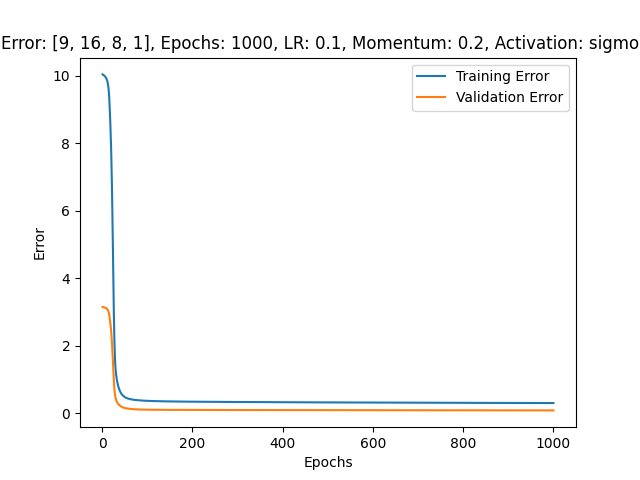 Error: [9, 16, 8, 1], Epochs: 1000, LR: 0.1, Momentum: 0.2, Activation: sigmo
Training Error
Validation Error
10
8
6
4
2
0
Error
0 200 400 600 800 1000
Epochs